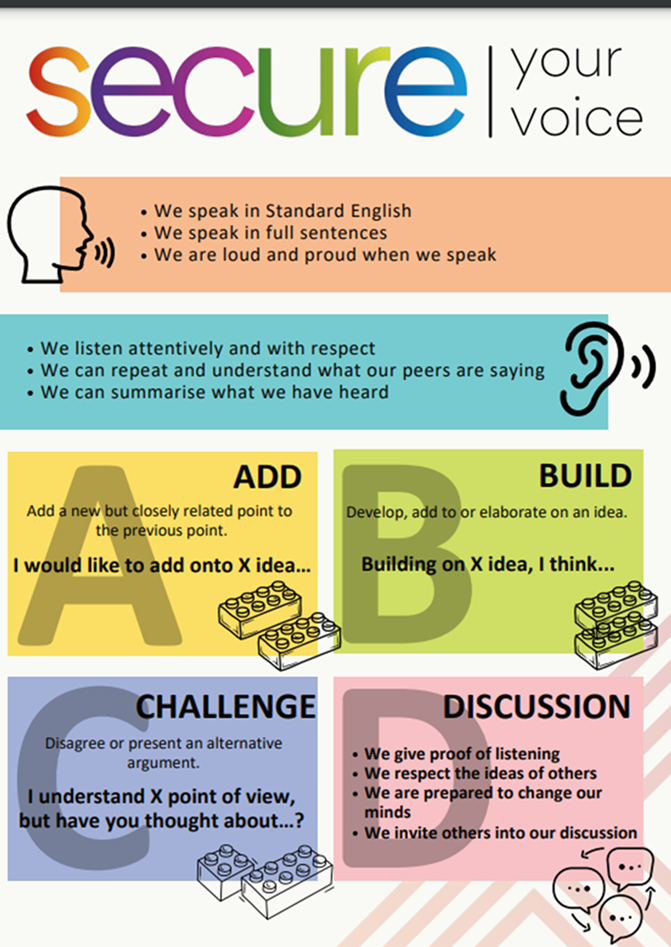 secure
your
voice
• We speak in Standard English
• We speak in full sentences
• We are loud and proud when we speak
• We listen attentively and with respect
• We can repeat and understand what our peers are saying
• We can summarise what we have heard
A
ADD
Add a new but closely related point to
the previous point.
I would like to add onto X idea...
B
BUILD
Develop, add to or elaborate on an idea.
Building on X idea, I think...
C
CHALLENGE
Disagree or present an alternative
argument.
I understand X point of view,
but have you thought about...?
D
DISCUSSION
• We give proof of listening
• We respect the ideas of others
• We are prepared to change our
minds
• We invite others into our discussion